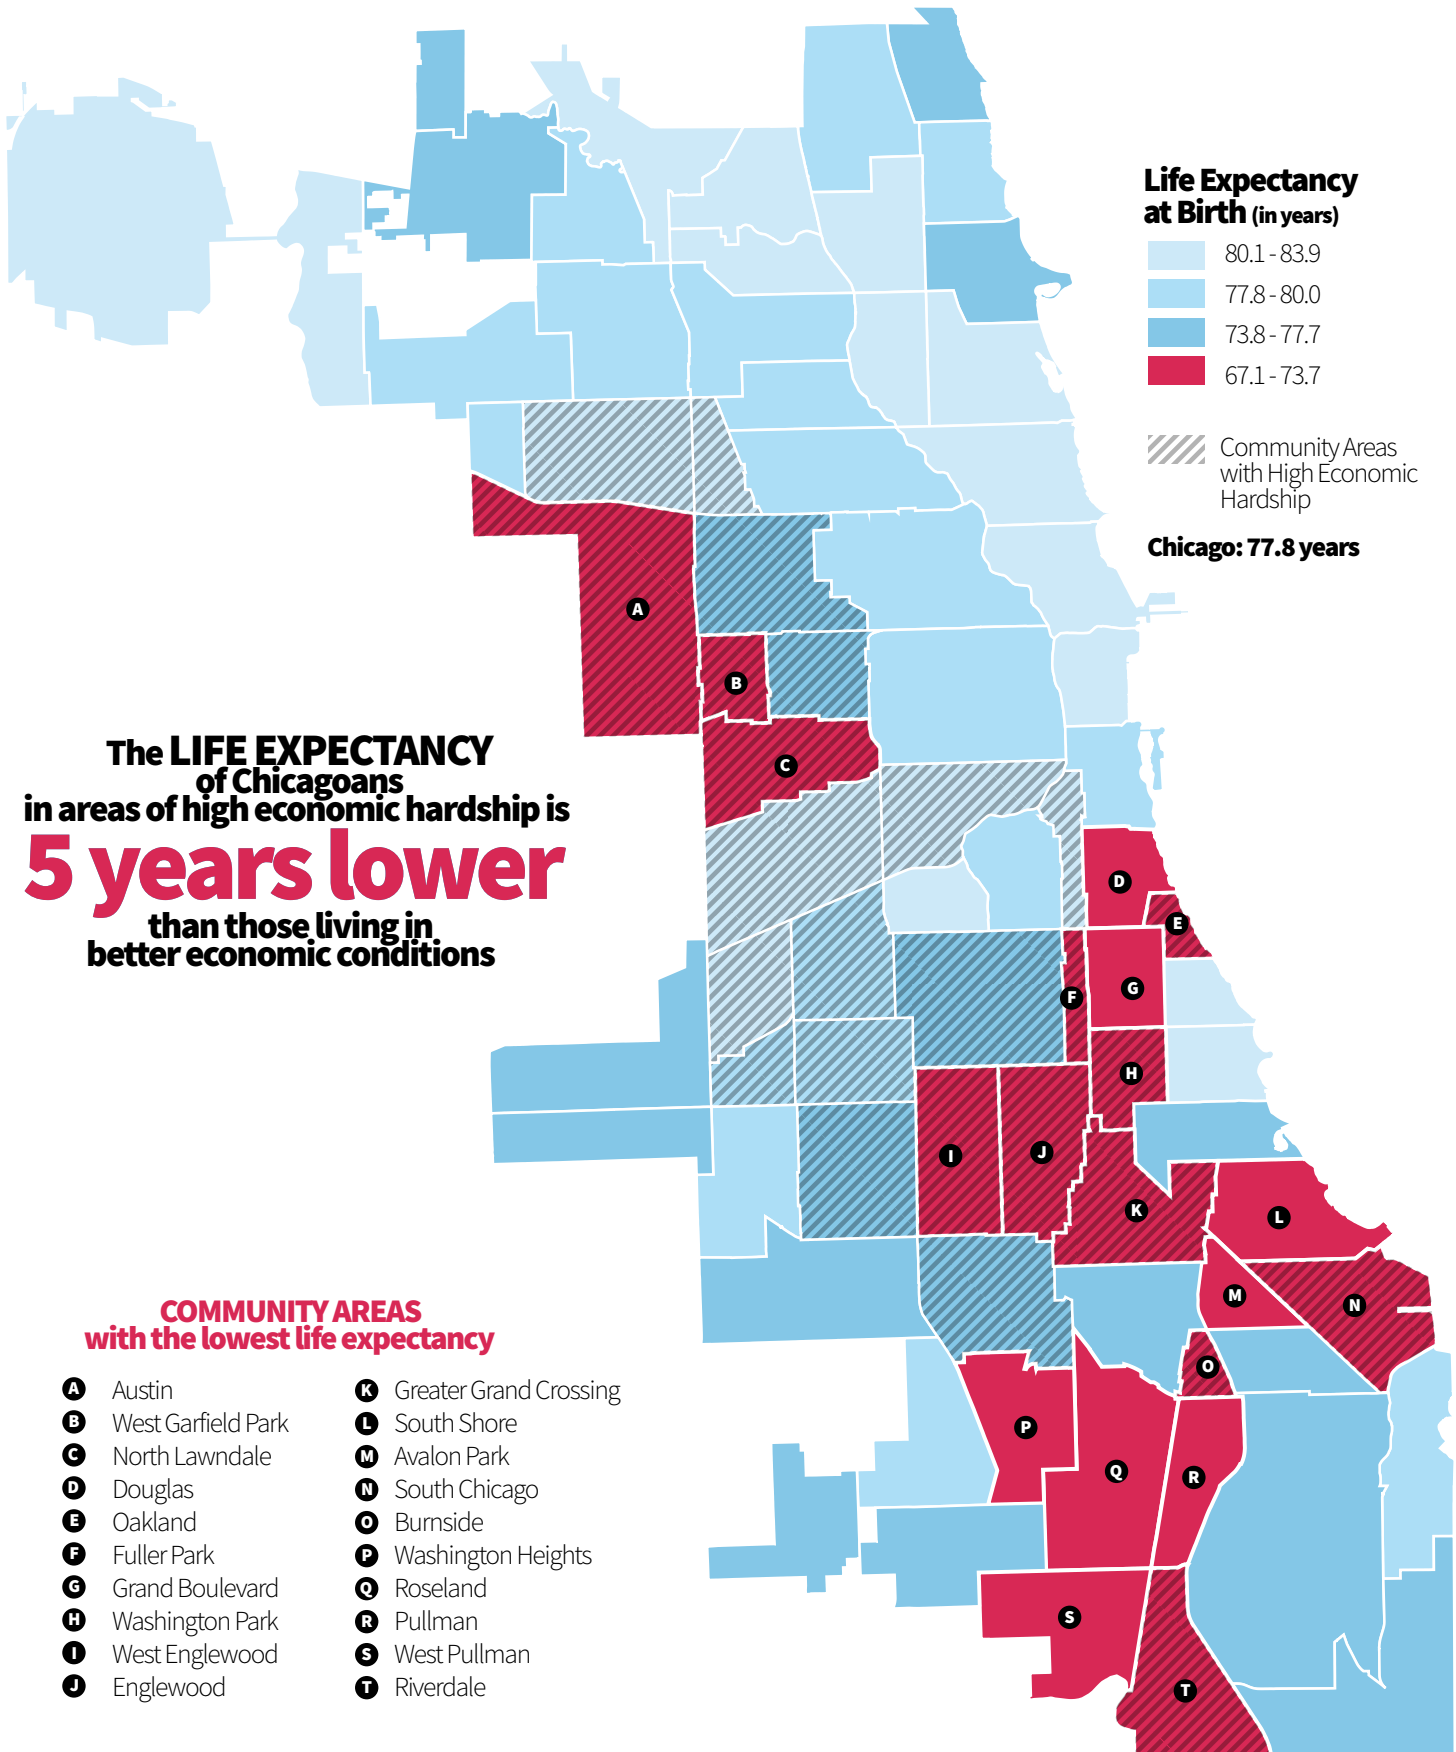 Life Expectancy
at Birth (in years)
80.1 - 83.9
77.8 - 80.0
73.8 - 77.7
67.1 - 73.7
Community Areas
with High Economic
Hardship
Chicago: 77.8 years
The LIFE EXPECTANCY
of Chicagoans
in areas of high economic hardship is
5 years lower
than those living in
better economic conditions
A
B
C
D
E
F
G
H
I
J
K
L
M
N
O
P
Q
R
S
T
COMMUNITY AREAS
with the lowest life expectancy
A Austin
B West Garfield Park
C North Lawndale
D Douglas
E Oakland
F Fuller Park
G Grand Boulevard
H Washington Park
I West Englewood
J Englewood
K Greater Grand Crossing
L South Shore
M Avalon Park
N South Chicago
O Burnside
P Washington Heights
Q Roseland
R Pullman
S West Pullman
T Riverdale